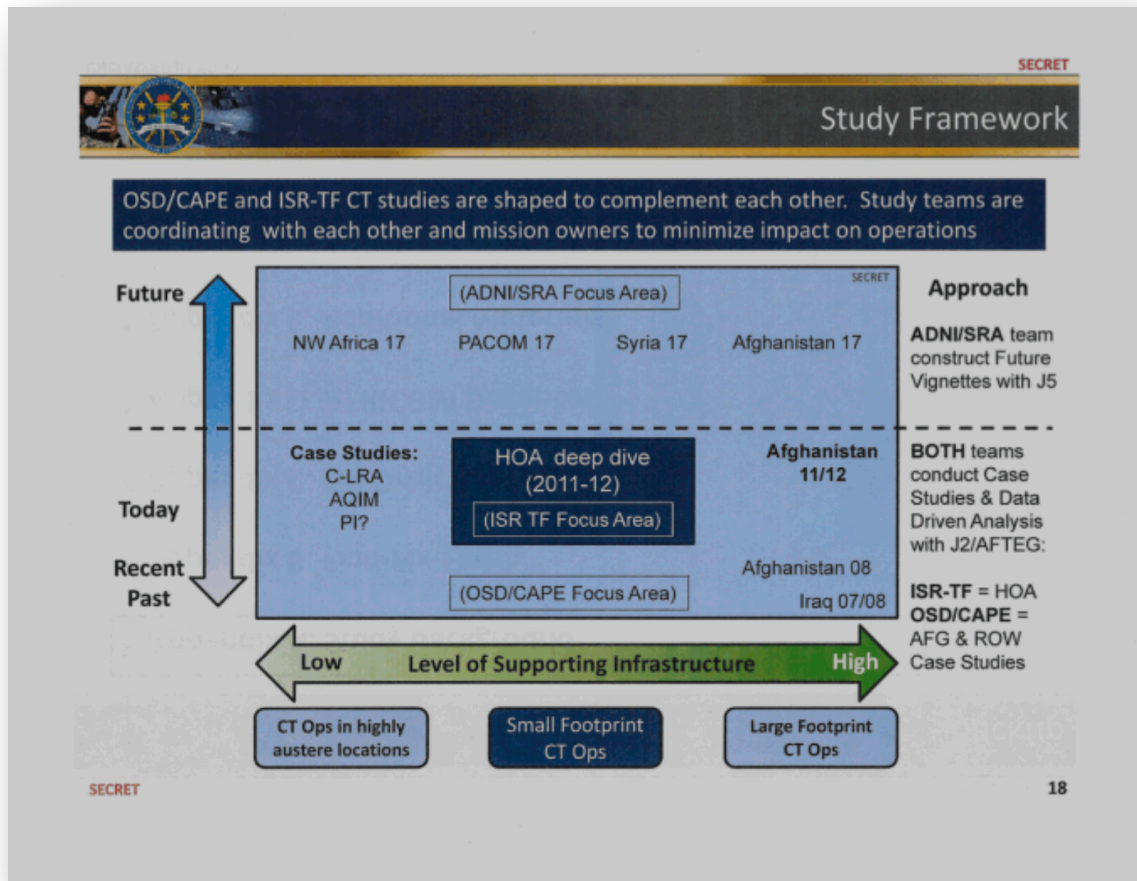 SECRET
Study Framework
OSD/CAPE and ISR-TF CT studies are shaped to complement each other. Study teams are
coordating with each other and mission owners to minimize impact on operations
Future
Today
Recent
Past
SECRET
(ADNI/SRA Focus Area)
NW Africa 17 PACOM 17 Syria 17 Afghanistan 17
Case Studies:
C-LRA
AQIM
PI?
HOA deep dive
(2011-12)
(ISR TF Focus Area)
Afghanistan
11/12
(OSD/CAPE Focus Area)
Afghanistan 08
Iraq 07/08
Approach
ADNI/SRA team
construct Future
Vignettes with J5
BOTH teams
conduct Case
Studies & Data
Driven Analysis
with J2/AFTEG:
ISR-TF = HOA
OSD/CAPE =
AFG & ROW
Case Studies
Low Level of Supporting Infrastructure High
CT Ops in highly
austere locations
Small Footprint
CT Ops
Large Footprint
CT Ops
SECRET
18